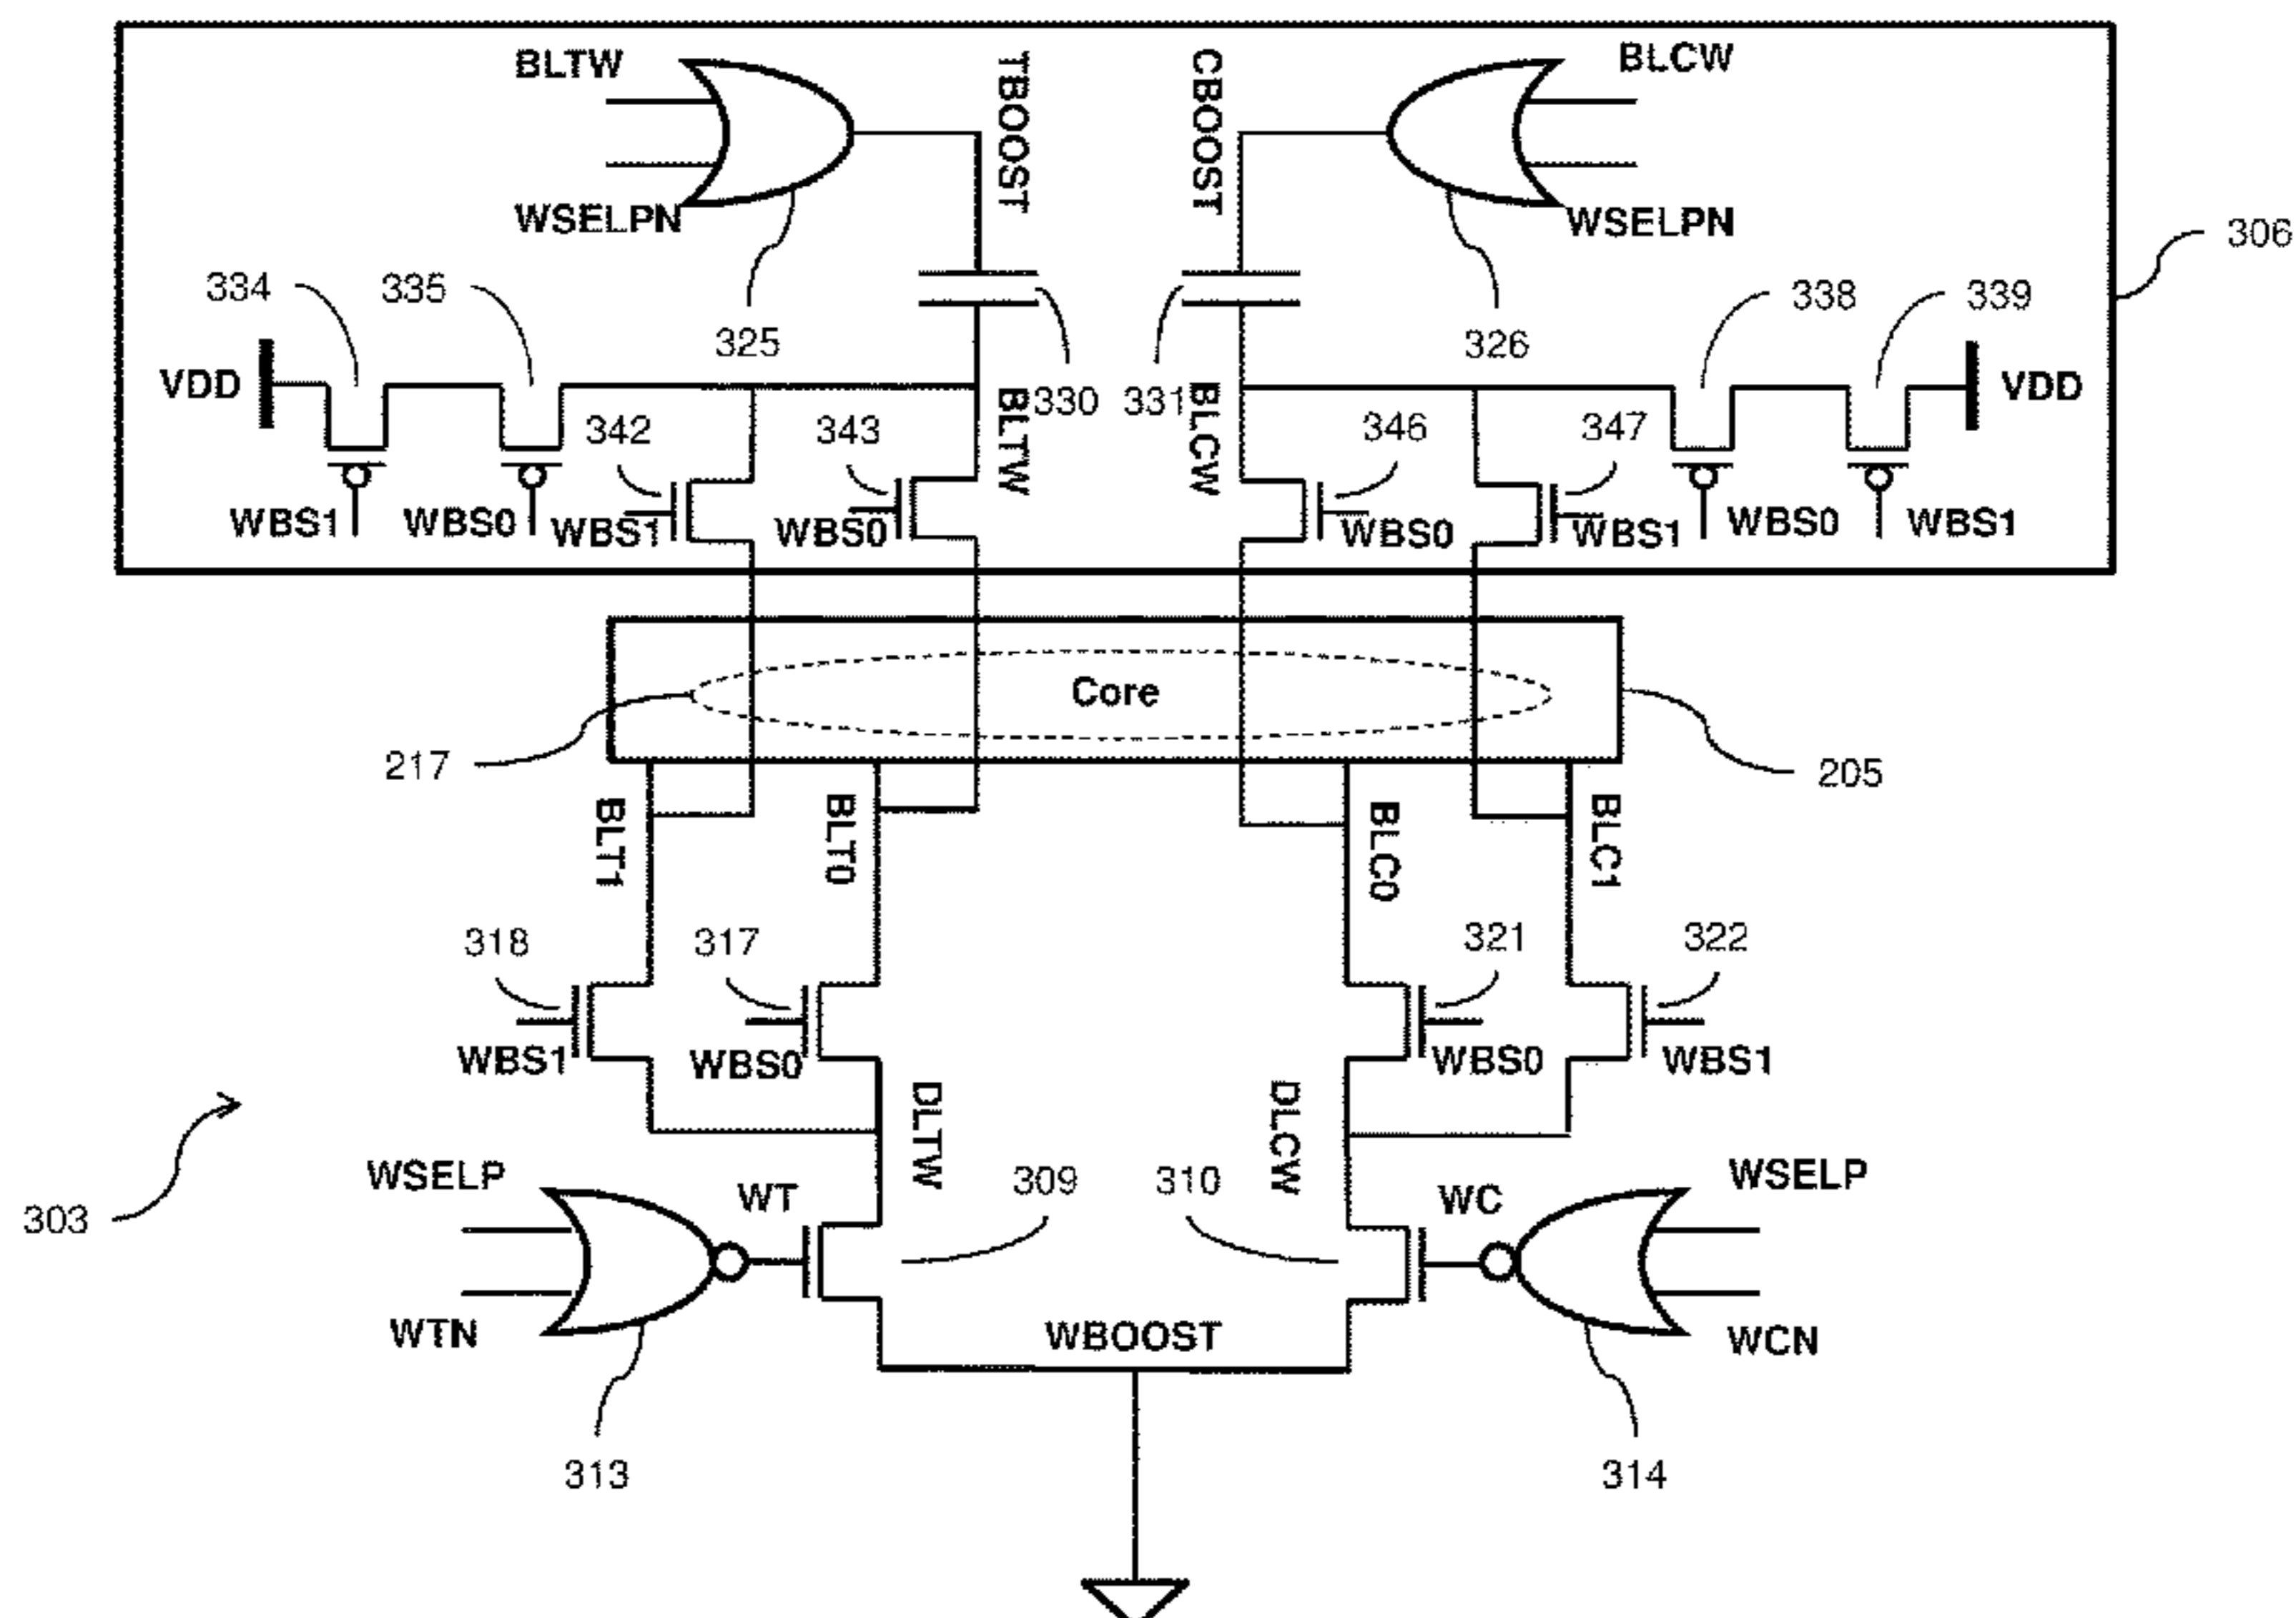 BLTW
TBOOST
CBOOST
BLCW
WSELPN
WSELPN
306
334
335
325
326
338
339
VDD
330
331
VDD
342
343
BLTW
BLCW
346
347
WBS1
WBS0
WBS1
WBS0
WBS0
WBS1
WBS0
WBS1
Core
217
205
BLT1
BLT0
BLC0
BLC1
318
317
321
322
WBS1
WBS0
WBS0
WBS1
DLTW
DLCW
303
WSELP
WT
309
310
WC
WSELP
WTN
WBOOST
WCN
313
314